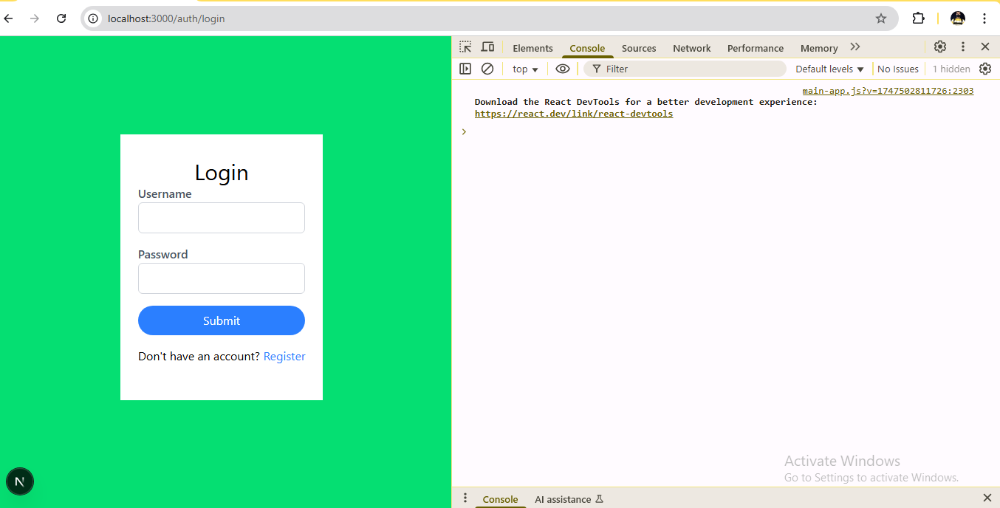 localhost:3000/auth/login
Login
Username
Password
Submit
Don't have an account? Register
N
Elements Console Sources Network Performance Memory
top Filter Default levels No Issues 1 hidden
main-app.js?v=1747502811726:2303
Download the React DevTools for a better development experience:
https://react.dev/link/react-devtools
Activate Windows
Go to Settings to activate Windows.
Console AI assistance